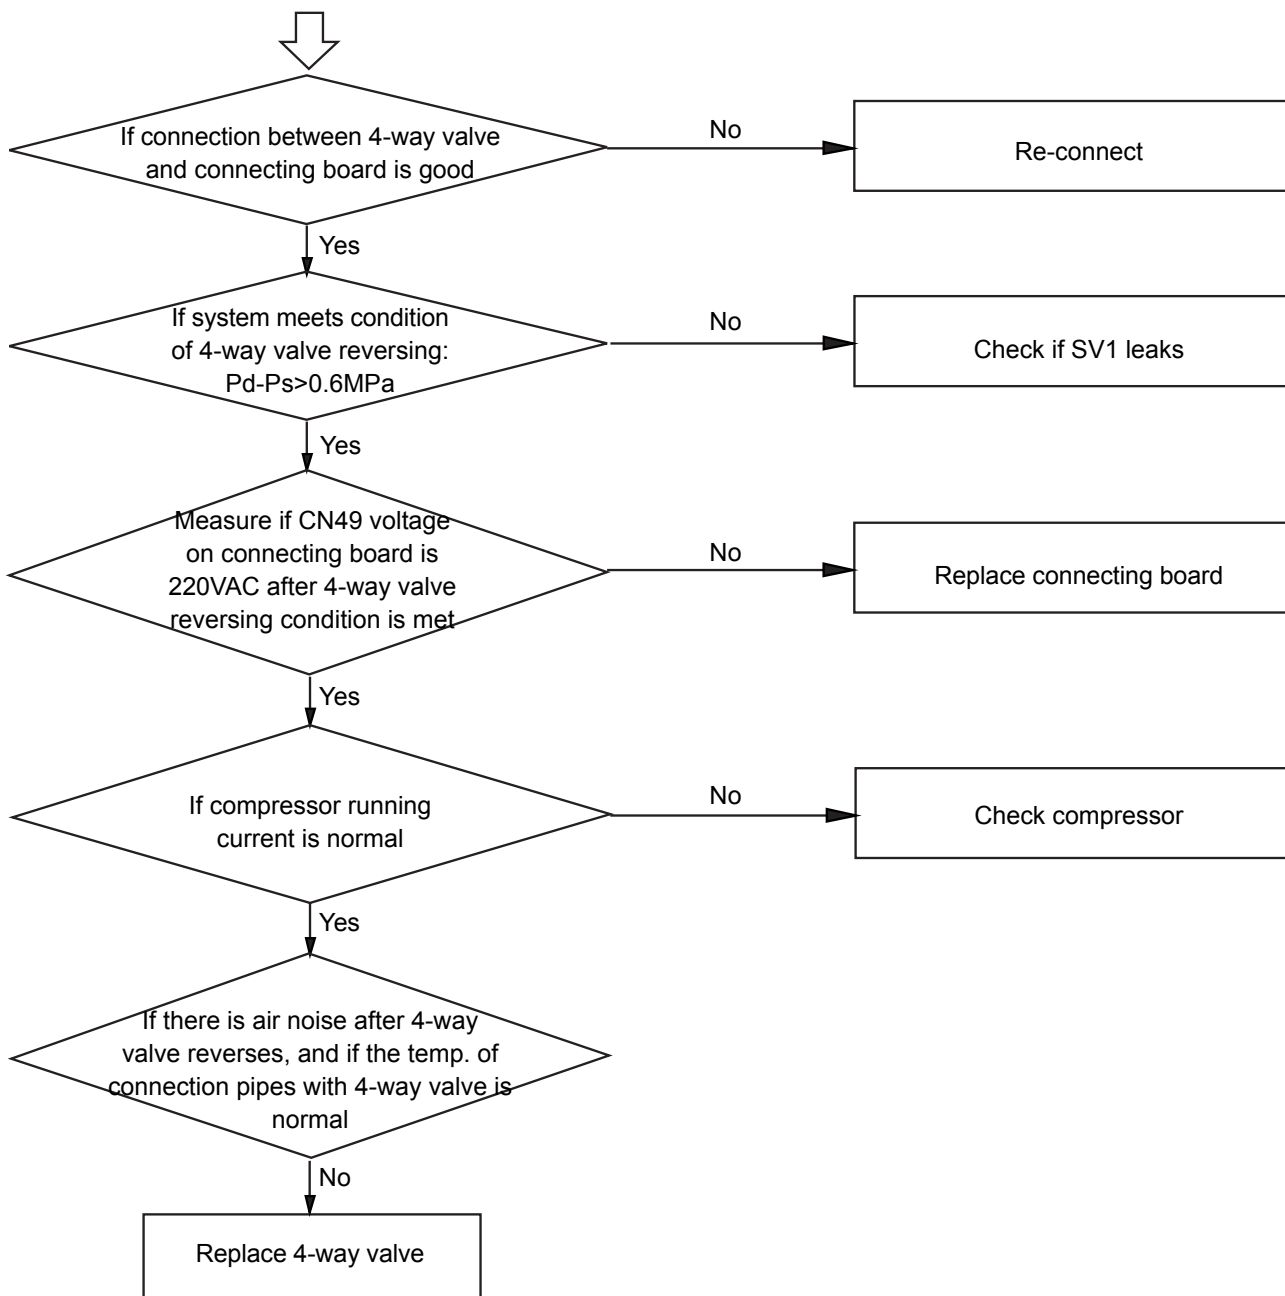 If connection between 4-way valve
and connecting board is good
No
Re-connect
Yes
If system meets condition
of 4-way valve reversing:
Pd-Ps>0.6MPa
No
Check if SV1 leaks
Yes
Measure if CN49 voltage
on connecting board is
220VAC after 4-way valve
reversing condition is met
No
Replace connecting board
Yes
If compressor running
current is normal
No
Check compressor
Yes
If there is air noise after 4-way
valve reverses, and if the temp. of
connection pipes with 4-way valve is
normal
No
Replace 4-way valve